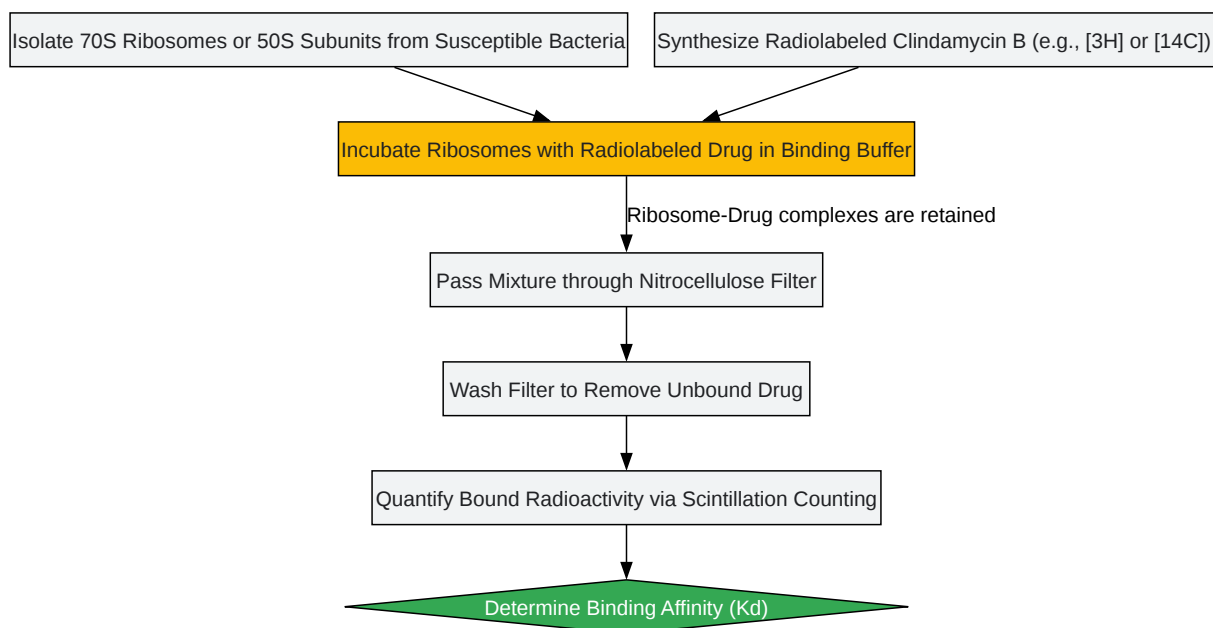 Isolate 70S Ribosomes or 50S Subunits from Susceptible Bacteria
Synthesize Radiolabeled Clindamycin B (e.g., [3H] or [14C])
Incubate Ribosomes with Radiolabeled Drug in Binding Buffer
Ribosome-Drug complexes are retained
Pass Mixture through Nitrocellulose Filter
Wash Filter to Remove Unbound Drug
Quantify Bound Radioactivity via Scintillation Counting
Determine Binding Affinity (Kd)